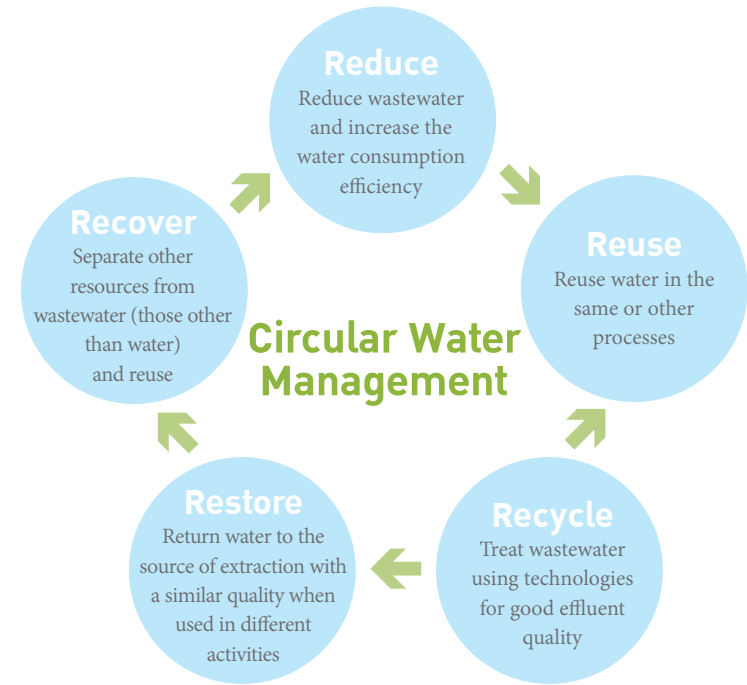 Reduce
Reduce wastewater
and increase the
water consumption
efficiency
Reuse
Reuse water in the
same or other
processes
Recycle
Treat wastewater
using technologies
for good effluent
quality
Restore
Return water to the
source of extraction with
a similar quality when
used in different
activities
Recover
Separate other
resources from
wastewater (those other
than water)
and reuse
Circular Water
Management